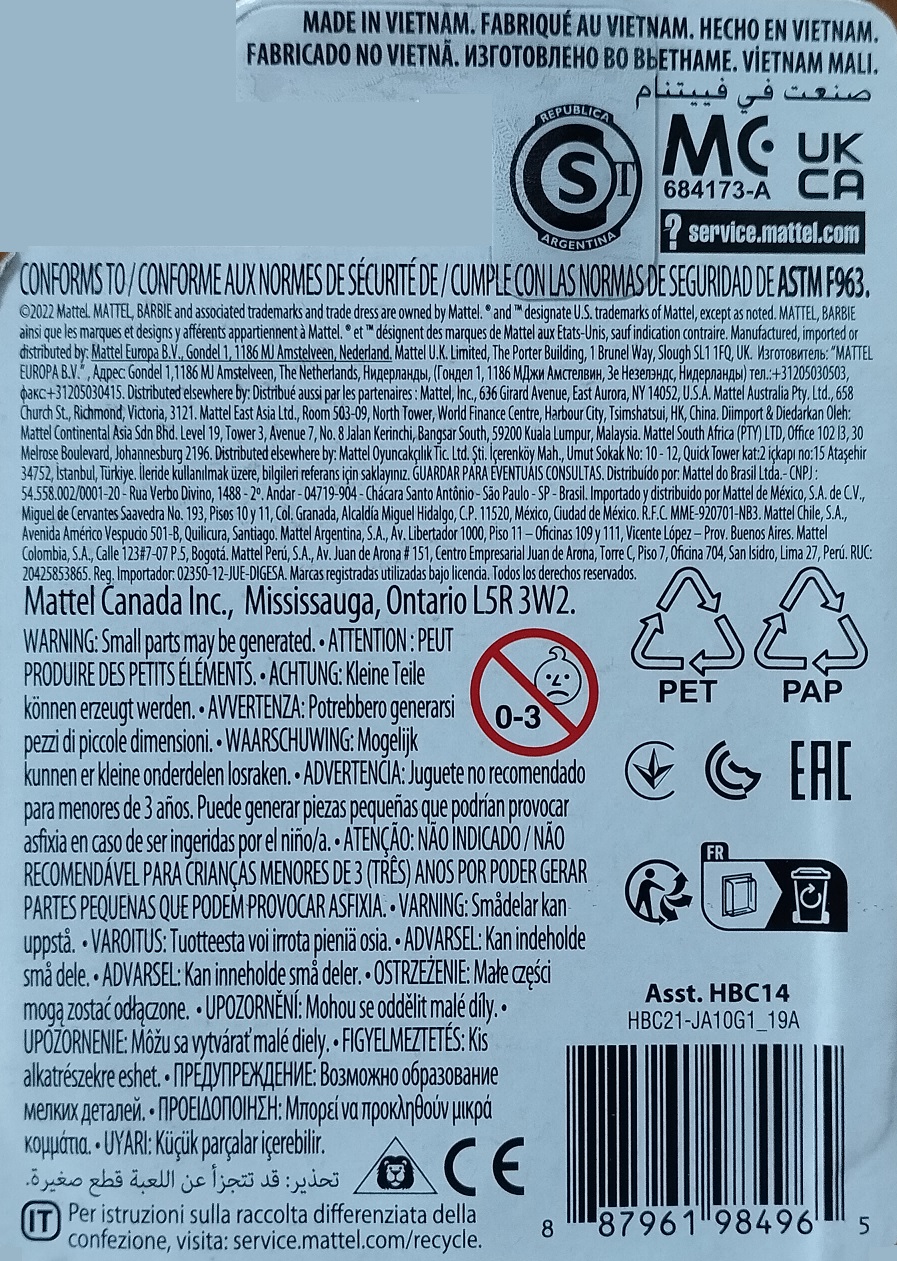 MADE IN VIETNAM. FABRIQUÉ AU VIETNAM. HECHO EN VIETNAM.
FABRICADO NO VIETNÃ. ИЗГОТОВЛЕНО ВО ВЬЕТНАМЕ. VİETNAM MALI.
صنعت في فييتنام
REPUBLICA
S T
ARGENTINA
MC
684173-A
UK
CA
? service.mattel.com
CONFORMS TO / CONFORME AUX NORMES DE SÉCURITÉ DE / CUMPLE CON LAS NORMAS DE SEGURIDAD DE ASTM F963.
©2022 Mattel. MATTEL, BARBIE and associated trademarks and trade dress are owned by Mattel. ® and ™ designate U.S. trademarks of Mattel, except as noted. MATTEL, BARBIE
ainsi que les marques et designs y afférents appartiennent à Mattel. ® et ™ désignent des marques de Mattel aux États-Unis, sauf indication contraire. Manufactured, imported or
distributed by: Mattel Europa B.V., Gondel 1, 1186 MJ Amstelveen, Nederland. Mattel U.K. Limited, The Porter Building, 1 Brunel Way, Slough SL1 1FQ, UK. Изготовитель: "MATTEL
EUROPA B.V.", Адрес: Gondel 1,1186 MJ Amstelveen, The Netherlands, Нидерланды, (Гондел 1, 1186 МДжи Амстелвин, Зе Незелэндс, Нидерланды) тел.:+31205030503,
факс+31205030415. Distributed elsewhere by: Distribué aussi par les partenaires : Mattel, Inc., 636 Girard Avenue, East Aurora, NY 14052, U.S.A. Mattel Australia Pty. Ltd., 658
Church St., Richmond, Victoria, 3121. Mattel East Asia Ltd., Room 503-09, North Tower, World Finance Centre, Harbour City, Tsimshatsui, HK, China. Diimport & Diedarkan Oleh:
Mattel Continental Asia Sdn Bhd. Level 19, Tower 3, Avenue 7, No. 8 Jalan Kerinchi, Bangsar South, 59200 Kuala Lumpur, Malaysia. Mattel South Africa (PTY) LTD, Office 102 I3, 30
Melrose Boulevard, Johannesburg 2196. Distributed elsewhere by: Mattel Oyuncakçılık Tic. Ltd. Şti. İçerenköy Mah., Umut Sokak No: 10 - 12, Quick Tower kat:2 içkapı no:15 Ataşehir
34752, İstanbul, Türkiye. İleride kullanılmak üzere, bilgileri referans için saklayınız. GUARDAR PARA EVENTUAIS CONSULTAS. Distribuído por: Mattel do Brasil Ltda.- CNPJ :
54.558.002/0001-20 - Rua Verbo Divino, 1488 - 2º. Andar - 04719-904 - Chácara Santo Antônio - São Paulo - SP - Brasil. Importado y distribuido por Mattel de México, S.A. de C.V.,
Miguel de Cervantes Saavedra No. 193, Pisos 10 y 11, Col. Granada, Alcaldía Miguel Hidalgo, C.P. 11520, México, Ciudad de México. R.F.C. MME-920701-NB3. Mattel Chile, S.A.,
Avenida Américo Vespucio 501-B, Quilicura, Santiago. Mattel Argentina, S.A., Av. Libertador 1000, Piso 11 – Oficinas 109 y 111, Vicente López – Prov. Buenos Aires. Mattel
Colombia, S.A., Calle 123#7-07 P.5, Bogotá. Mattel Perú, S.A., Av. Juan de Arona # 151, Centro Empresarial Juan de Arona, Torre C, Piso 7, Oficina 704, San Isidro, Lima 27, Perú. RUC:
20425853865. Reg. Importador: 02350-12-JUE-DIGESA. Marcas registradas utilizadas bajo licencia. Todos los derechos reservados.
Mattel Canada Inc., Mississauga, Ontario L5R 3W2.
WARNING: Small parts may be generated. • ATTENTION : PEUT
PRODUIRE DES PETITS ÉLÉMENTS. • ACHTUNG: Kleine Teile
können erzeugt werden. • AVVERTENZA: Potrebbero generarsi
pezzi di piccole dimensioni. • WAARSCHUWING: Mogelijk
kunnen er kleine onderdelen losraken. • ADVERTENCIA: Juguete no recomendado
para menores de 3 años. Puede generar piezas pequeñas que podrían provocar
asfixia en caso de ser ingeridas por el niño/a. • ATENÇÃO: NÃO INDICADO / NÃO
RECOMENDÁVEL PARA CRIANÇAS MENORES DE 3 (TRÊS) ANOS POR PODER GERAR
PARTES PEQUENAS QUE PODEM PROVOCAR ASFIXIA. • VARNING: Smådelar kan
uppstå. • VAROITUS: Tuotteesta voi irrota pieniä osia. • ADVARSEL: Kan indeholde
små dele. • ADVARSEL: Kan inneholde små deler. • OSTRZEŻENIE: Małe części
mogą zostać odłączone. • UPOZORNĚNÍ: Mohou se oddělit malé díly. •
UPOZORNENIE: Môžu sa vytvárať malé diely. • FIGYELMEZTETÉS: Kis
alkatrészekre eshet. • ПРЕДУПРЕЖДЕНИЕ: Возможно образование
мелких деталей. • ΠΡΟΕΙΔΟΠΟΙΗΣΗ: Μπορεί να προκληθούν μικρά
κομμάτια. • UYARI: Küçük parçalar içerebilir.
تحذير: قد تتجزأ عن اللعبة قطع صغيرة.
0-3
PET
PAP
EAC
FR
CE
IT Per istruzioni sulla raccolta differenziata della
confezione, visita: service.mattel.com/recycle.
Asst. HBC14
HBC21-JA10G1_19A
8 87961 98496 5